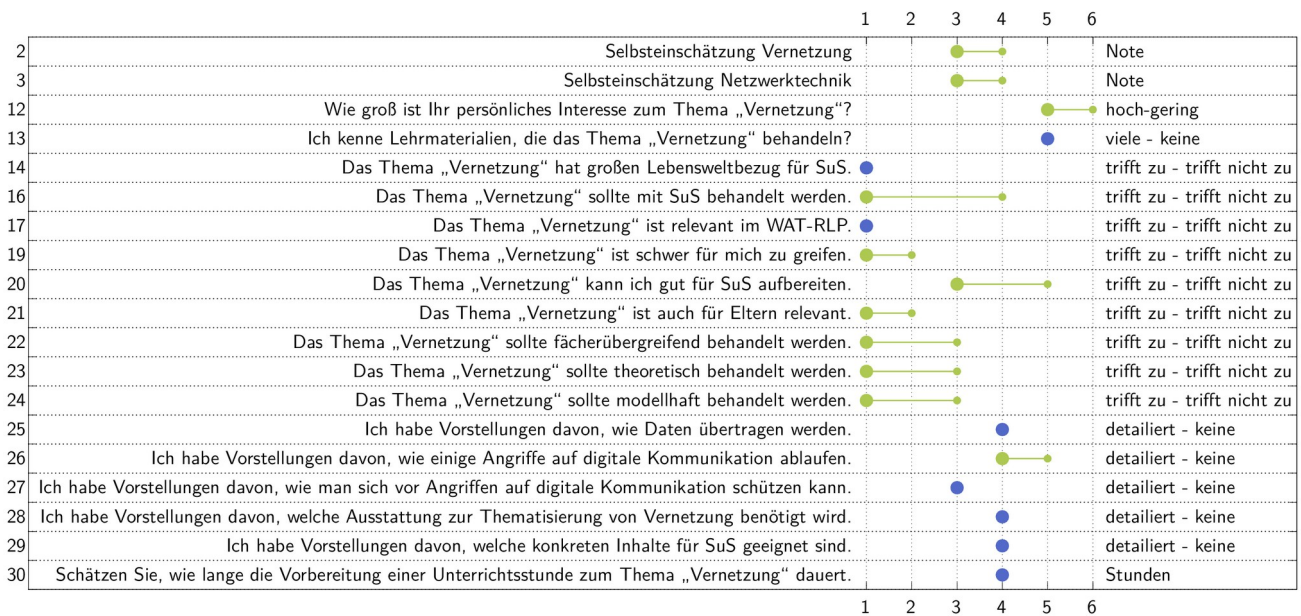 1 2 3 4 5 6
2 Selbsteinschätzung Vernetzung Note
3 Selbsteinschätzung Netzwerktechnik Note
12 Wie groß ist Ihr persönliches Interesse zum Thema „Vernetzung“? hoch-gering
13 Ich kenne Lehrmaterialien, die das Thema „Vernetzung“ behandeln? viele - keine
14 Das Thema „Vernetzung“ hat großen Lebensweltbezug für SuS. trifft zu - trifft nicht zu
16 Das Thema „Vernetzung“ sollte mit SuS behandelt werden. trifft zu - trifft nicht zu
17 Das Thema „Vernetzung“ ist relevant im WAT-RLP. trifft zu - trifft nicht zu
19 Das Thema „Vernetzung“ ist schwer für mich zu greifen. trifft zu - trifft nicht zu
20 Das Thema „Vernetzung“ kann ich gut für SuS aufbereiten. trifft zu - trifft nicht zu
21 Das Thema „Vernetzung“ ist auch für Eltern relevant. trifft zu - trifft nicht zu
22 Das Thema „Vernetzung“ sollte fächerübergreifend behandelt werden. trifft zu - trifft nicht zu
23 Das Thema „Vernetzung“ sollte theoretisch behandelt werden. trifft zu - trifft nicht zu
24 Das Thema „Vernetzung“ sollte modellhaft behandelt werden. trifft zu - trifft nicht zu
25 Ich habe Vorstellungen davon, wie Daten übertragen werden. detailiert - keine
26 Ich habe Vorstellungen davon, wie einige Angriffe auf digitale Kommunikation ablaufen. detailiert - keine
27 Ich habe Vorstellungen davon, wie man sich vor Angriffen auf digitale Kommunikation schützen kann. detailiert - keine
28 Ich habe Vorstellungen davon, welche Ausstattung zur Thematisierung von Vernetzung benötigt wird. detailiert - keine
29 Ich habe Vorstellungen davon, welche konkreten Inhalte für SuS geeignet sind. detailiert - keine
30 Schätzen Sie, wie lange die Vorbereitung einer Unterrichtsstunde zum Thema „Vernetzung“ dauert. Stunden
1 2 3 4 5 6